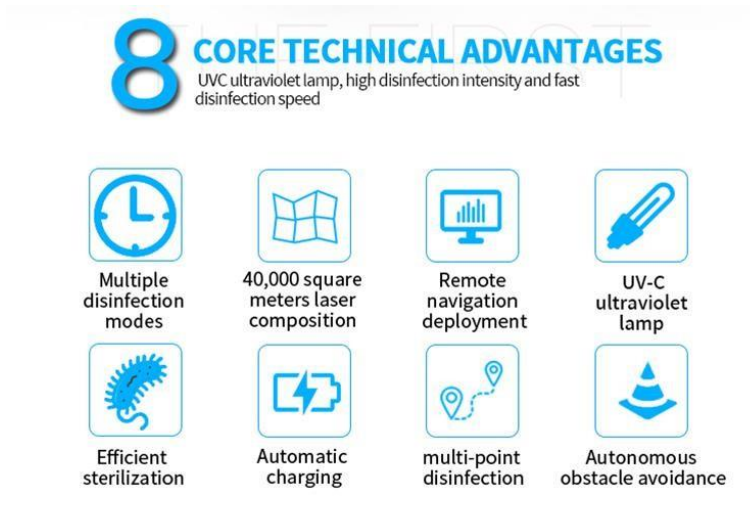 THE FIRST
8 CORE TECHNICAL ADVANTAGES
UVC ultraviolet lamp, high disinfection intensity and fast
disinfection speed
Multiple
disinfection
modes
40,000 square
meters laser
composition
Remote
navigation
deployment
UV-C
ultraviolet
lamp
Efficient
sterilization
Automatic
charging
multi-point
disinfection
Autonomous
obstacle avoidance